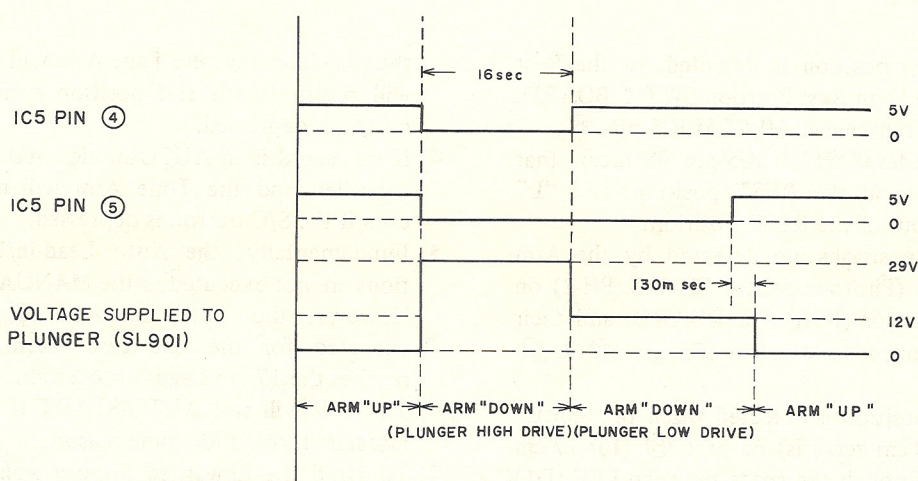 16sec
IC5 PIN ④
5V
0
IC5 PIN ⑤
5V
0
29V
130m sec
VOLTAGE SUPPLIED TO
PLUNGER (SL901)
12V
0
ARM "UP" ARM "DOWN" ARM "DOWN" ARM "UP"
(PLUNGER HIGH DRIVE)(PLUNGER LOW DRIVE)